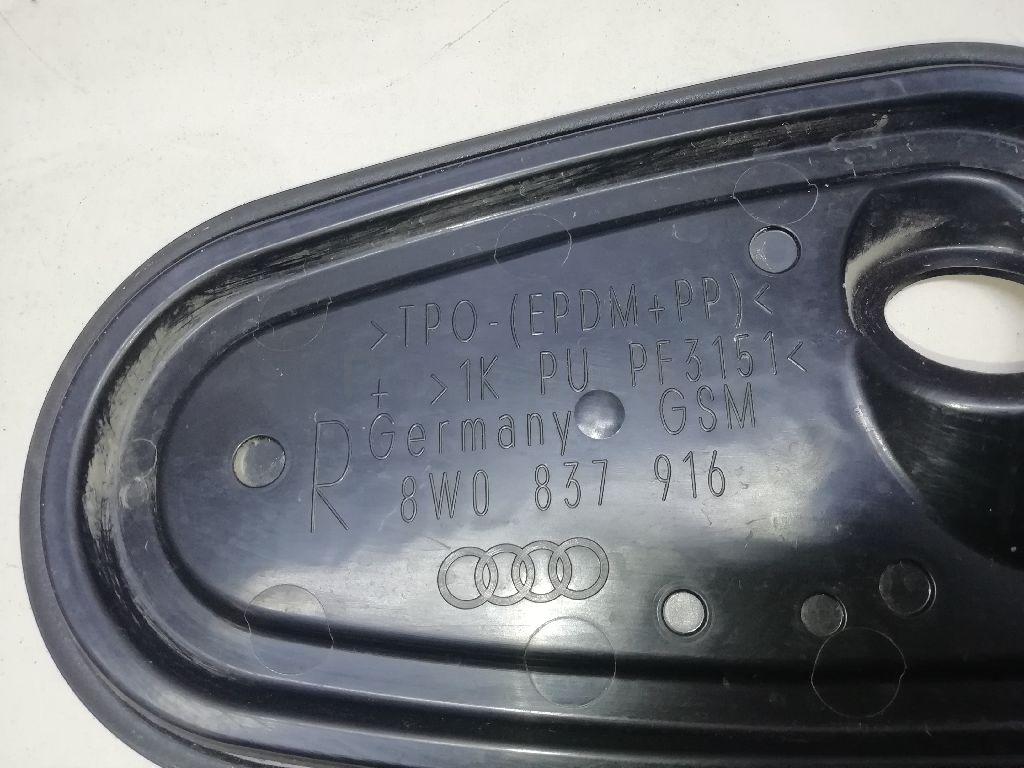 >TPO-(EPDM+PP)<
+ >1K PU PF3151<
R Germany GSM
8W0 837 916